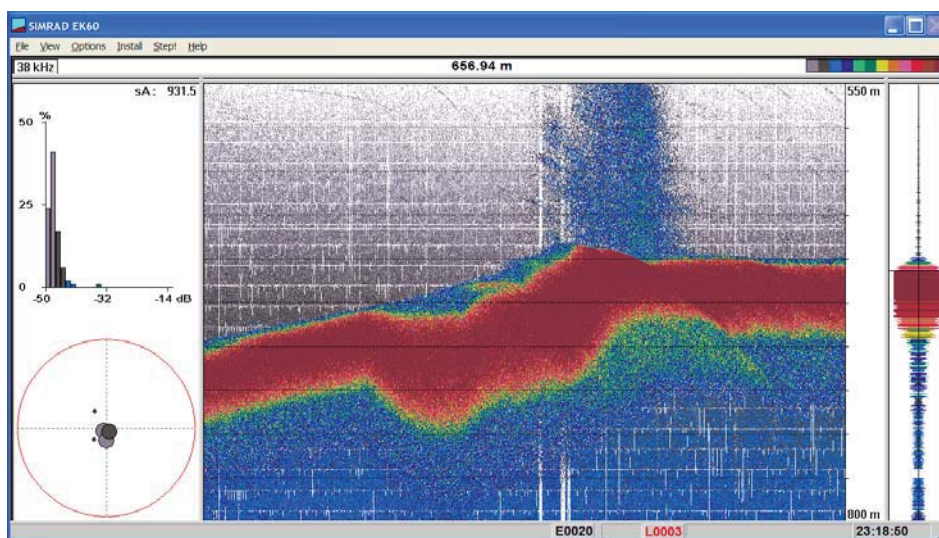 SIMRAD EK60
File View Options Install Step! Help
38 kHz
656.94 m
sA: 931.5
%
50
25
0
-50 -32 -14 dB
550 m
800 m
E0020 L0003 23:18:50